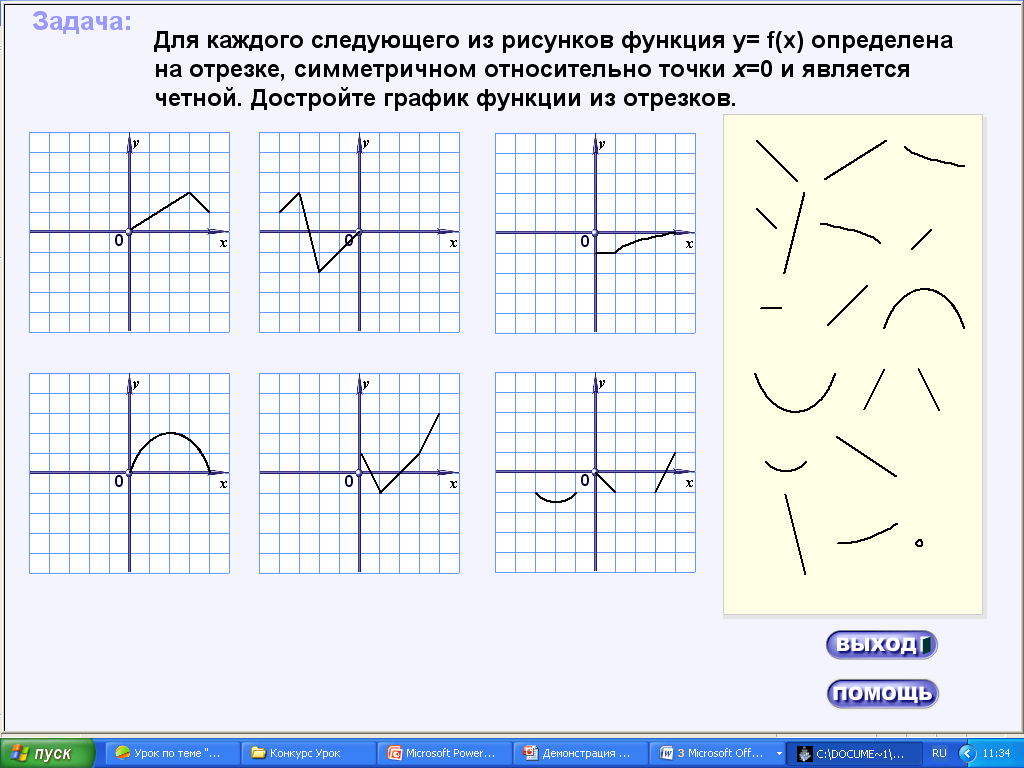 Задача:
Для каждого следующего из рисунков функция y= f(x) определена
на отрезке, симметричном относительно точки x=0 и является
четной. Достройте график функции из отрезков.
y
0
x
y
0
x
y
0
x
y
0
x
y
0
x
y
0
x
выход
помощь
пуск
Урок по теме "...
Конкурс Урок
Microsoft Power...
Демонстрация ...
3 Microsoft Off...
C:\DOCUME~1\...
RU
11:34